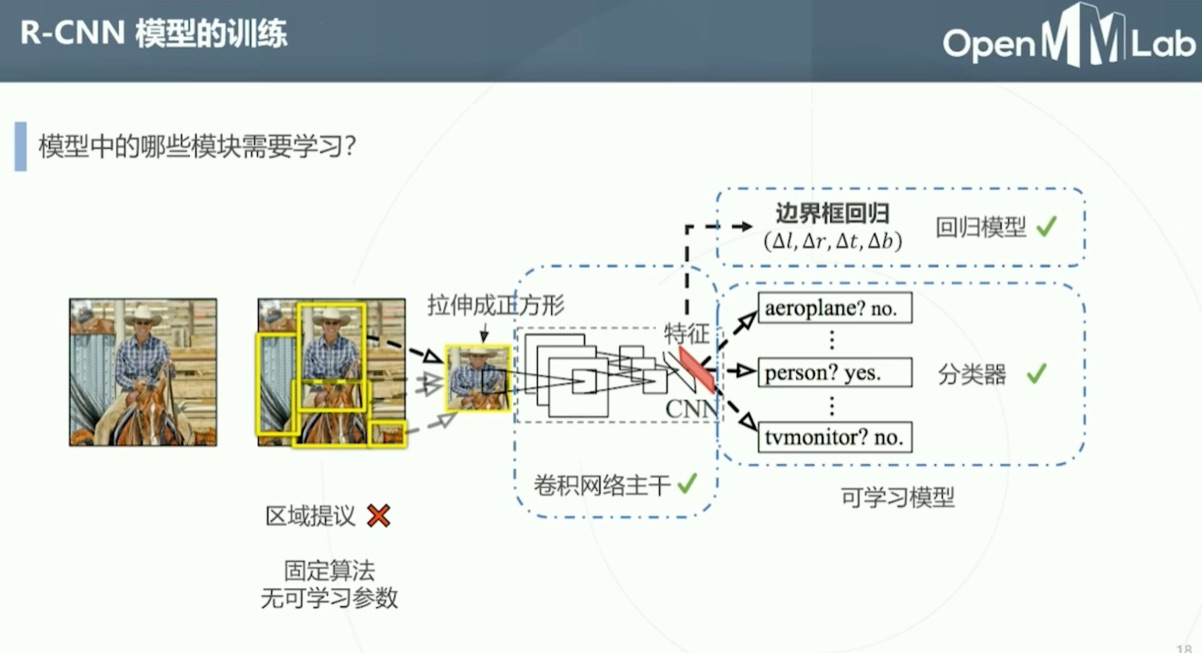 R-CNN 模型的训练
OpenMMLab
模型中的哪些模块需要学习?
边界框回归
(Δl, Δr, Δt, Δb)
回归模型
拉伸成正方形
特征
CNN
aeroplane? no.
person? yes.
tvmonitor? no.
分类器
卷积网络主干
可学习模型
区域提议
固定算法
无可学习参数
18